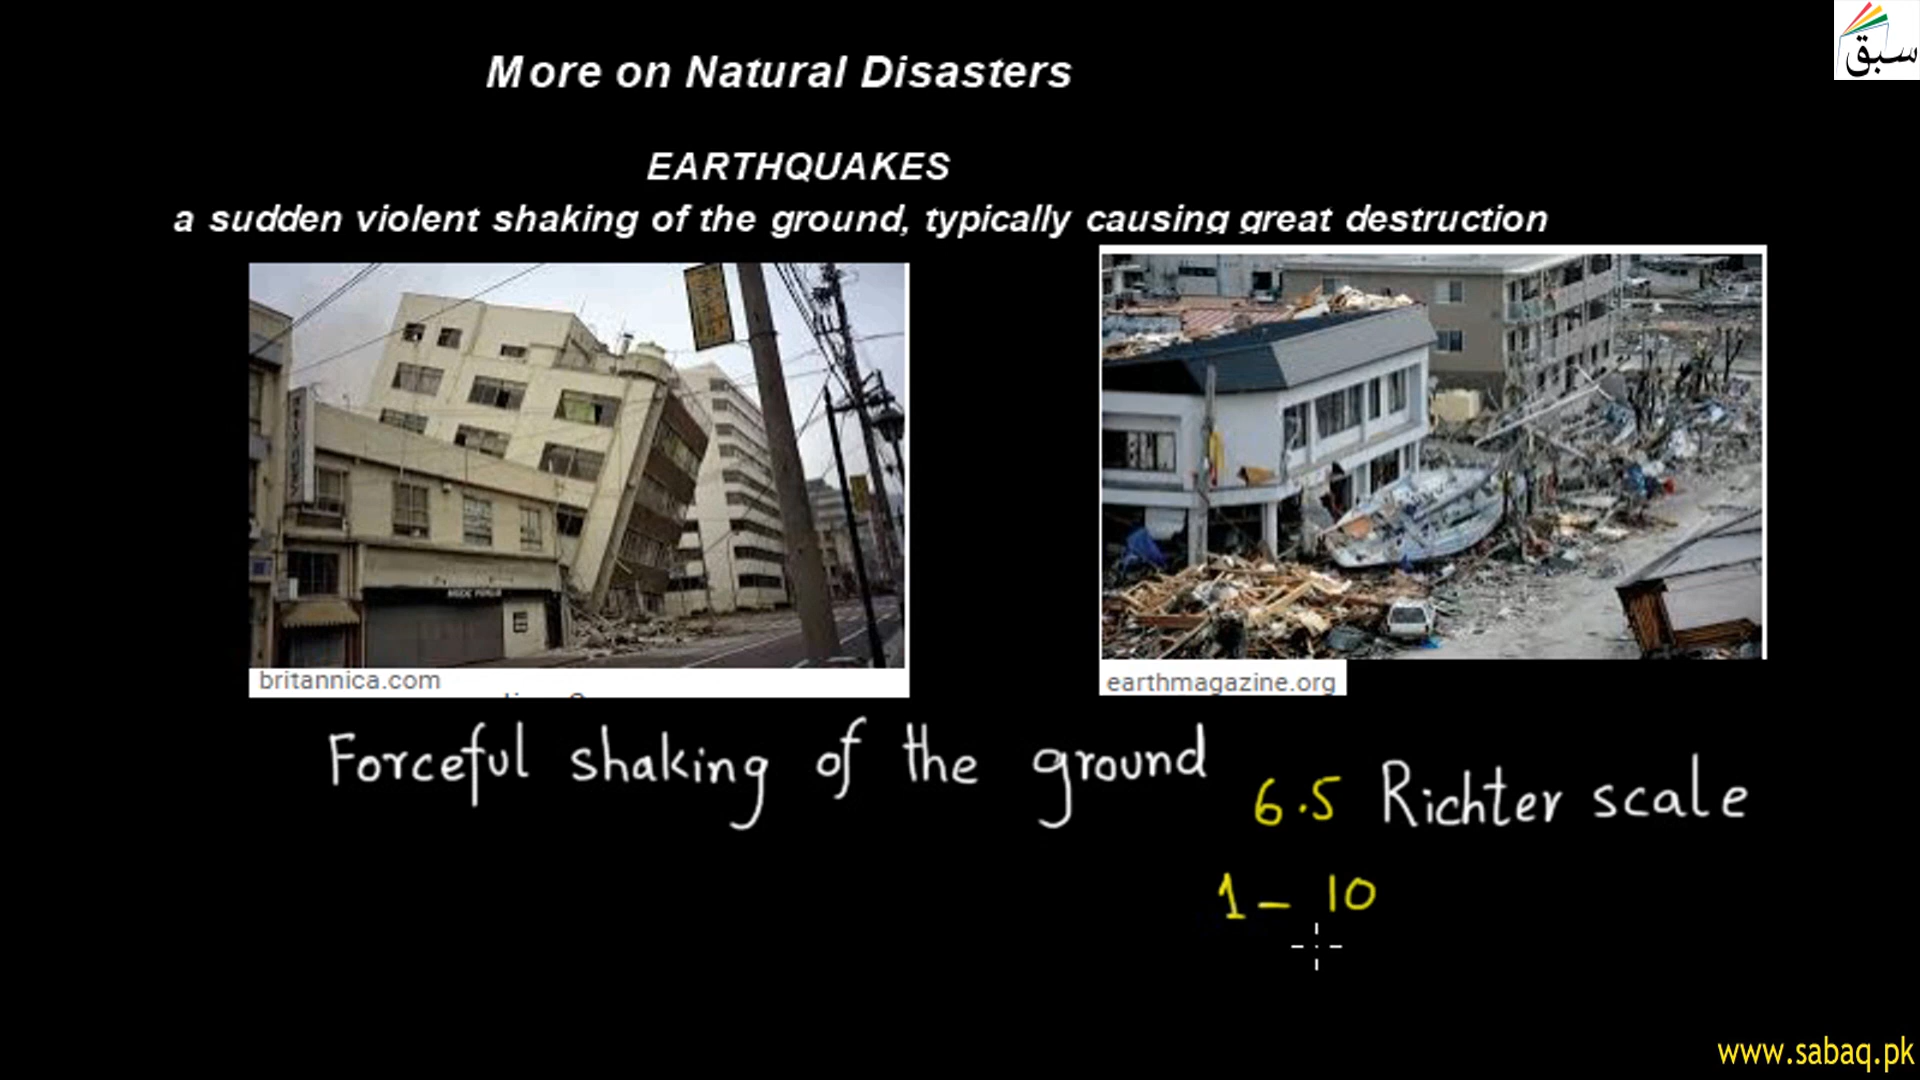 سبق
More on Natural Disasters
EARTHQUAKES
a sudden violent shaking of the ground, typically causing great destruction
britannica.com
earthmagazine.org
Forceful shaking of the ground
6.5 Richter scale
1 - 10
www.sabaq.pk